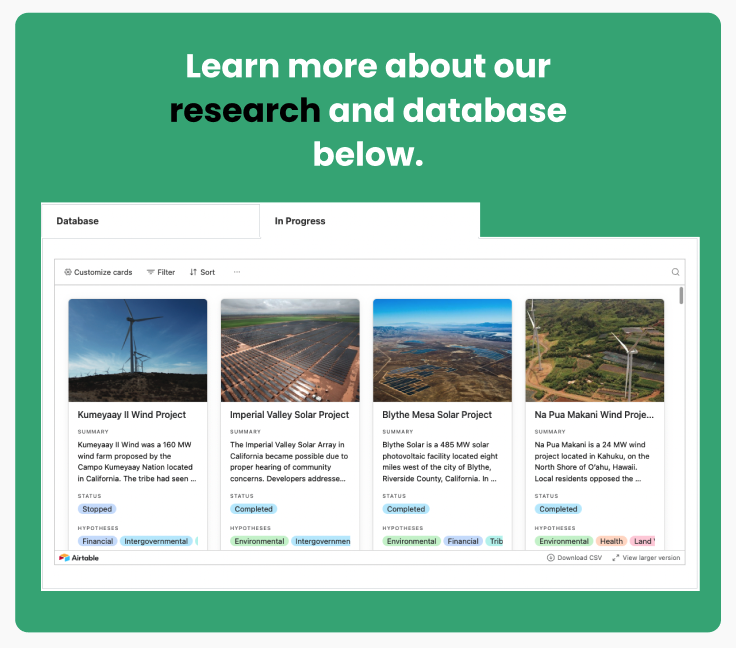 Learn more about our
research and database
below.
Database
In Progress
Customize cards
Filter
Sort
...
Kumeyaay II Wind Project
SUMMARY
Kumeyaay II Wind was a 160 MW
wind farm proposed by the
Campo Kumeyaay Nation located
in California. The tribe had seen ...
STATUS
Stopped
HYPOTHESES
Financial
Intergovernmental
Imperial Valley Solar Project
SUMMARY
The Imperial Valley Solar Array in
California became possible due to
proper hearing of community
concerns. Developers addresse...
STATUS
Completed
HYPOTHESES
Environmental
Intergovernmen
Blythe Mesa Solar Project
SUMMARY
Blythe Solar is a 485 MW solar
photovoltaic facility located eight
miles west of the city of Blythe,
Riverside County, California. In ...
STATUS
Completed
HYPOTHESES
Environmental
Financial
Trib
Na Pua Makani Wind Proje...
SUMMARY
Na Pua Makani is a 24 MW wind
project located in Kahuku, on the
North Shore of O'ahu, Hawaii.
Local residents opposed the ...
STATUS
Completed
HYPOTHESES
Environmental
Health
Land
Airtable
Download CSV
View larger version